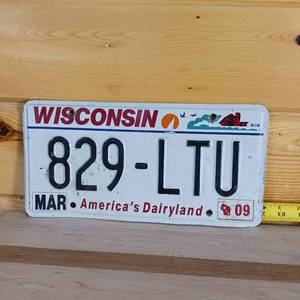 WISCONSIN
829-LTU
MAR America's Dairyland 09